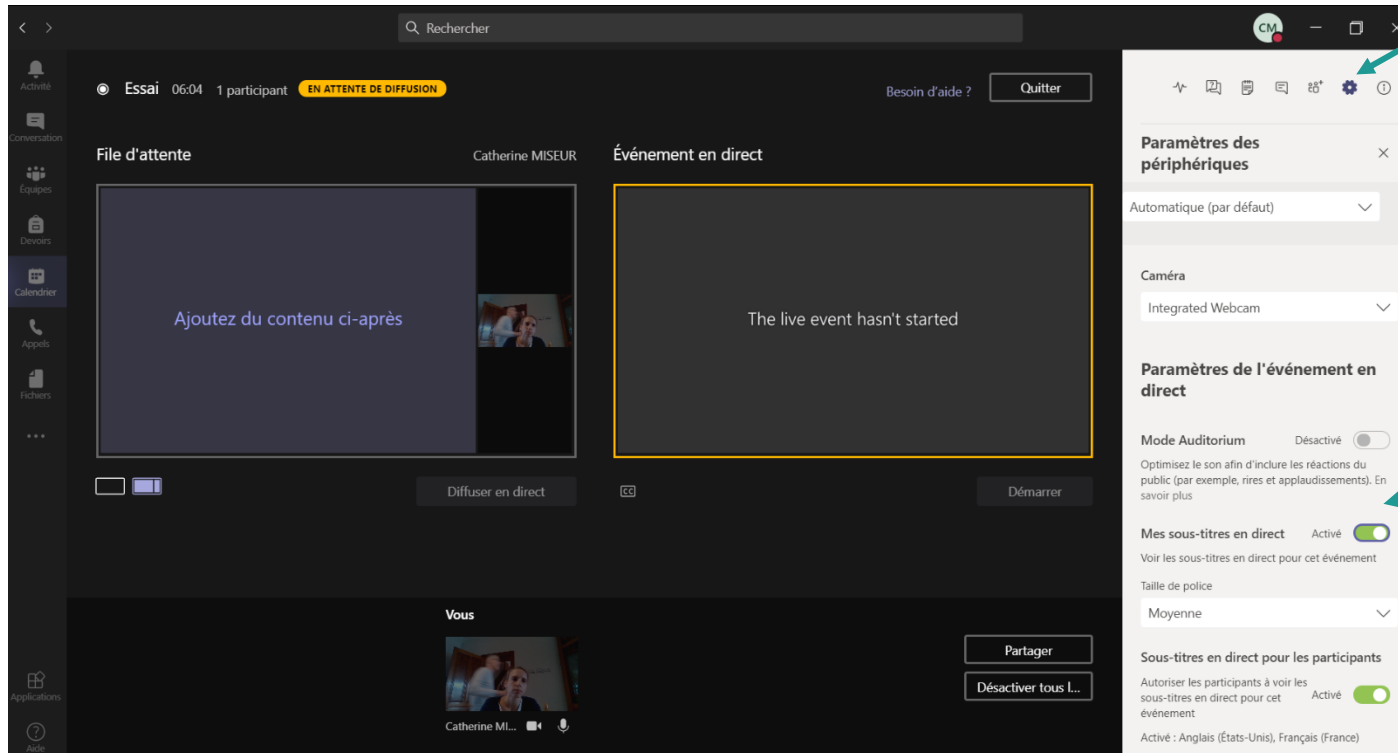 Rechercher
CM
Activité
Conversation
Équipes
Devoirs
Calendrier
Appels
Fichiers
Applications
Aide
Essai 06:04 1 participant EN ATTENTE DE DIFFUSION
Besoin d'aide ?
Quitter
File d'attente
Catherine MISEUR
Événement en direct
Ajoutez du contenu ci-après
The live event hasn't started
Diffuser en direct
CC
Démarrer
Vous
Catherine MI...
Partager
Désactiver tous l...
Paramètres des
périphériques
Automatique (par défaut)
Caméra
Integrated Webcam
Paramètres de l'événement en
direct
Mode Auditorium Désactivé
Optimisez le son afin d'inclure les réactions du
public (par exemple, rires et applaudissements). En
savoir plus
Mes sous-titres en direct Activé
Voir les sous-titres en direct pour cet événement
Taille de police
Moyenne
Sous-titres en direct pour les participants
Autoriser les participants à voir les
sous-titres en direct pour cet
événement
Activé
Activé : Anglais (États-Unis), Français (France)